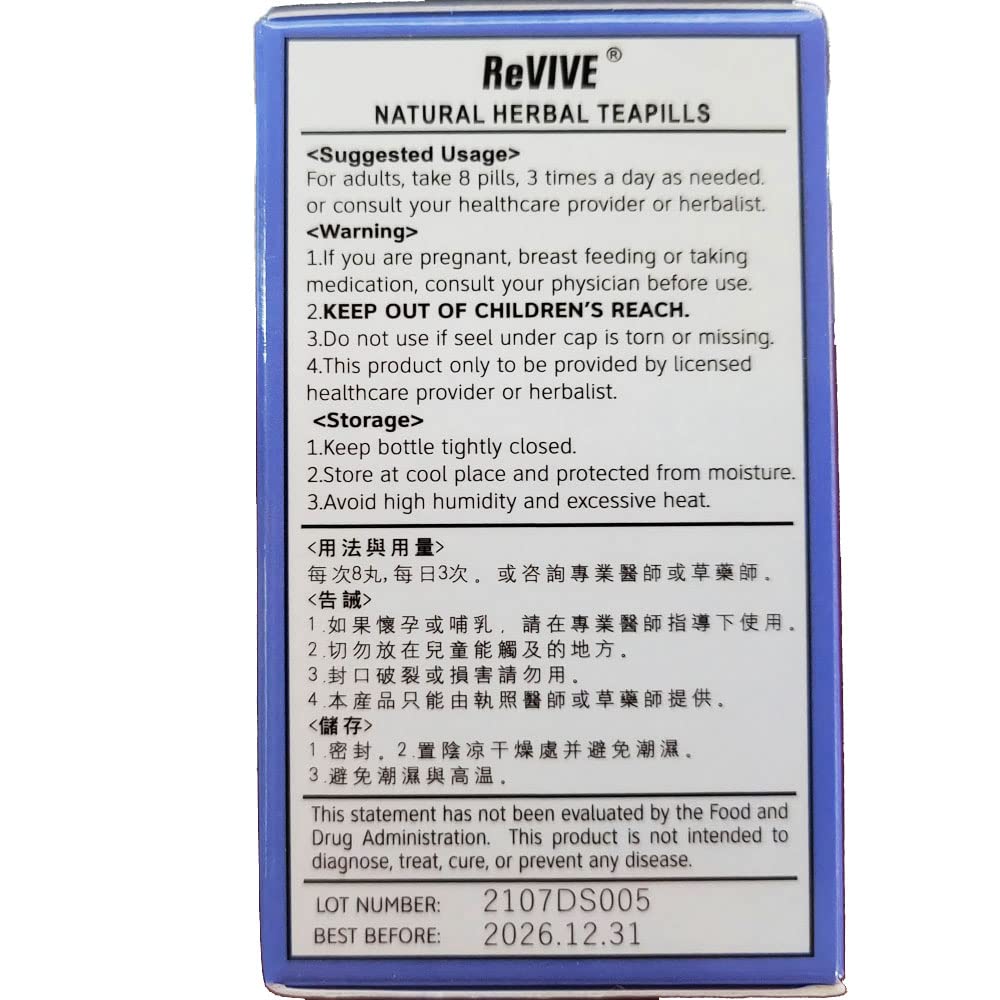 ReVIVE®
NATURAL HERBAL TEAPILLS
<Suggested Usage>
For adults, take 8 pills, 3 times a day as needed.
or consult your healthcare provider or herbalist.
<Warning>
1.If you are pregnant, breast feeding or taking
medication, consult your physician before use.
2.KEEP OUT OF CHILDREN'S REACH.
3.Do not use if seel under cap is torn or missing.
4.This product only to be provided by licensed
healthcare provider or herbalist.
<Storage>
1.Keep bottle tightly closed.
2.Store at cool place and protected from moisture.
3.Avoid high humidity and excessive heat.
<用法與用量>
每次8丸,每日3次。或咨詢專業醫師或草藥師。
<告誡>
1.如果懷孕或哺乳，請在專業醫師指導下使用。
2.切勿放在兒童能觸及的地方。
3.封口破裂或損害請勿用。
4.本産品只能由執照醫師或草藥師提供。
<儲存>
1.密封。2.置陰凉干燥處并避免潮濕。
3.避免潮濕與高温。
This statement has not been evaluated by the Food and
Drug Administration. This product is not intended to
diagnose, treat, cure, or prevent any disease.
LOT NUMBER: 2107DS005
BEST BEFORE: 2026.12.31